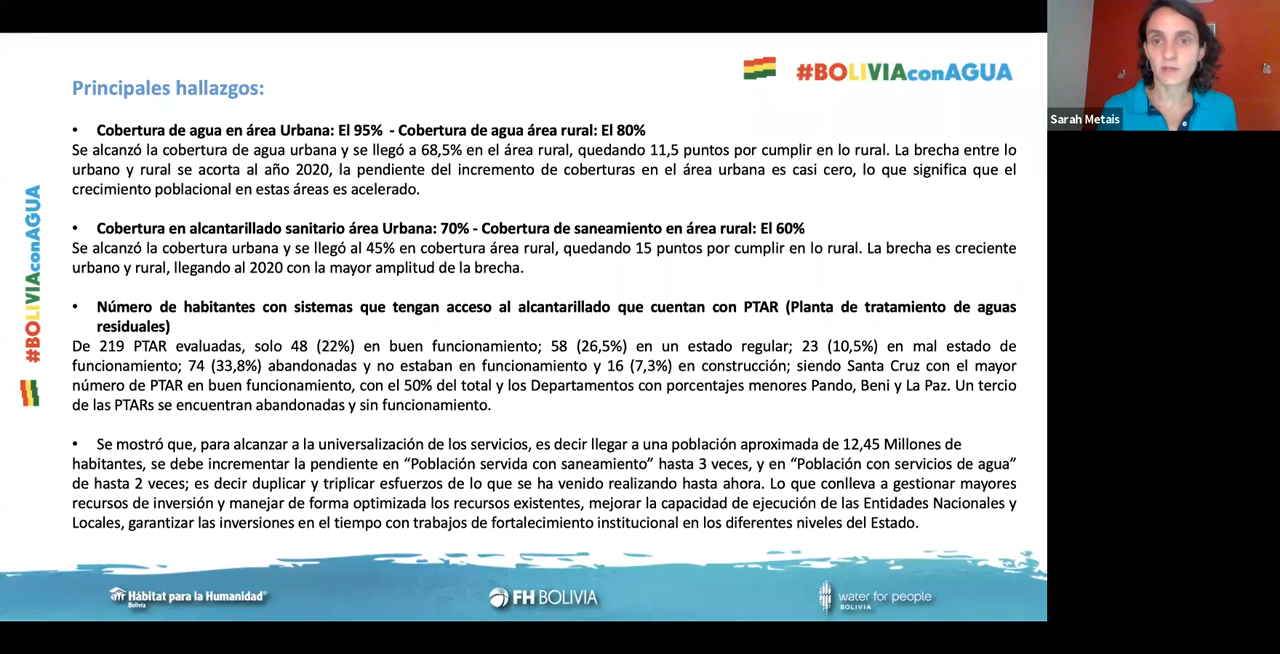 #BOLIVIAconAGUA
Principales hallazgos:
• Cobertura de agua en área Urbana: El 95% - Cobertura de agua área rural: El 80%
Se alcanzó la cobertura de agua urbana y se llegó a 68,5% en el área rural, quedando 11,5 puntos por cumplir en lo rural. La brecha entre lo
urbano y rural se acorta al año 2020, la pendiente del incremento de coberturas en el área urbana es casi cero, lo que significa que el
crecimiento poblacional en estas áreas es acelerado.
• Cobertura en alcantarillado sanitario área Urbana: 70% - Cobertura de saneamiento en área rural: El 60%
Se alcanzó la cobertura urbana y se llegó al 45% en cobertura área rural, quedando 15 puntos por cumplir en lo rural. La brecha es creciente
urbano y rural, llegando al 2020 con la mayor amplitud de la brecha.
• Número de habitantes con sistemas que tengan acceso al alcantarillado que cuentan con PTAR (Planta de tratamiento de aguas
residuales)
De 219 PTAR evaluadas, solo 48 (22%) en buen funcionamiento; 58 (26,5%) en un estado regular; 23 (10,5%) en mal estado de
funcionamiento; 74 (33,8%) abandonadas y no estaban en funcionamiento y 16 (7,3%) en construcción; siendo Santa Cruz con el mayor
número de PTAR en buen funcionamiento, con el 50% del total y los Departamentos con porcentajes menores Pando, Beni y La Paz. Un tercio
de las PTARs se encuentran abandonadas y sin funcionamiento.
• Se mostró que, para alcanzar a la universalización de los servicios, es decir llegar a una población aproximada de 12,45 Millones de
habitantes, se debe incrementar la pendiente en “Población servida con saneamiento” hasta 3 veces, y en “Población con servicios de agua”
de hasta 2 veces; es decir duplicar y triplicar esfuerzos de lo que se ha venido realizando hasta ahora. Lo que conlleva a gestionar mayores
recursos de inversión y manejar de forma optimizada los recursos existentes, mejorar la capacidad de ejecución de las Entidades Nacionales y
Locales, garantizar las inversiones en el tiempo con trabajos de fortalecimiento institucional en los diferentes niveles del Estado.
#BOLIVIAconAGUA
Hábitat para la Humanidad®
Bolivia
FH BOLIVIA
water for people
BOLIVIA
Sarah Metais